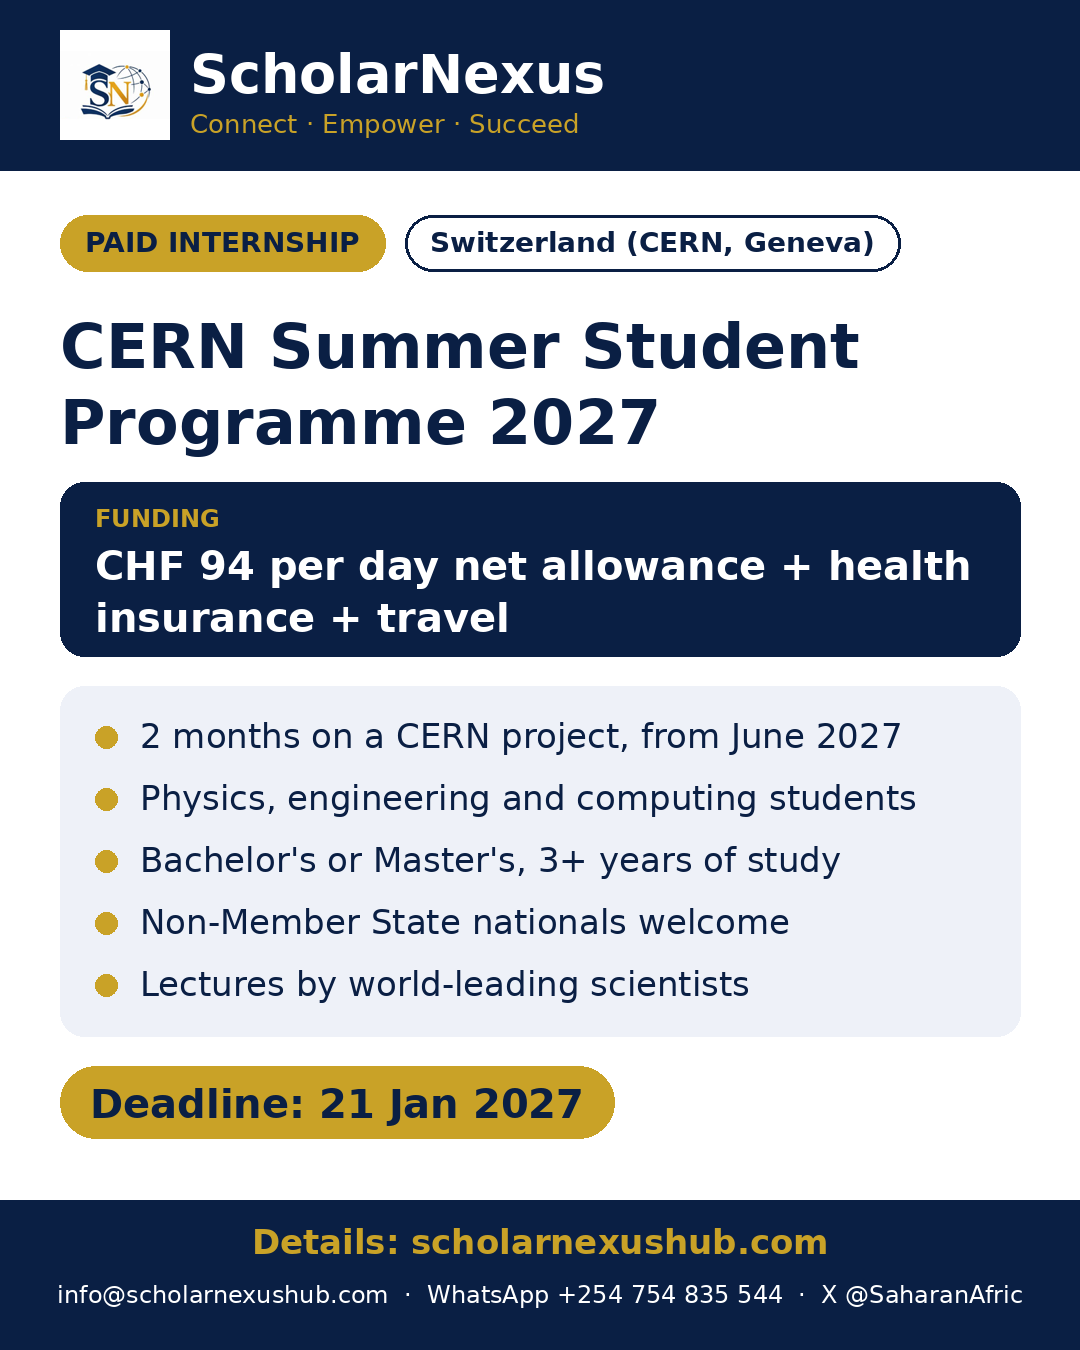 SN
ScholarNexus
Connect · Empower · Succeed
PAID INTERNSHIP
Switzerland (CERN, Geneva)
CERN Summer Student
Programme 2027
FUNDING
CHF 94 per day net allowance + health
insurance + travel
2 months on a CERN project, from June 2027
Physics, engineering and computing students
Bachelor's or Master's, 3+ years of study
Non-Member State nationals welcome
Lectures by world-leading scientists
Deadline: 21 Jan 2027
Details: scholarnexushub.com
info@scholarnexushub.com · WhatsApp +254 754 835 544 · X @SaharanAfric